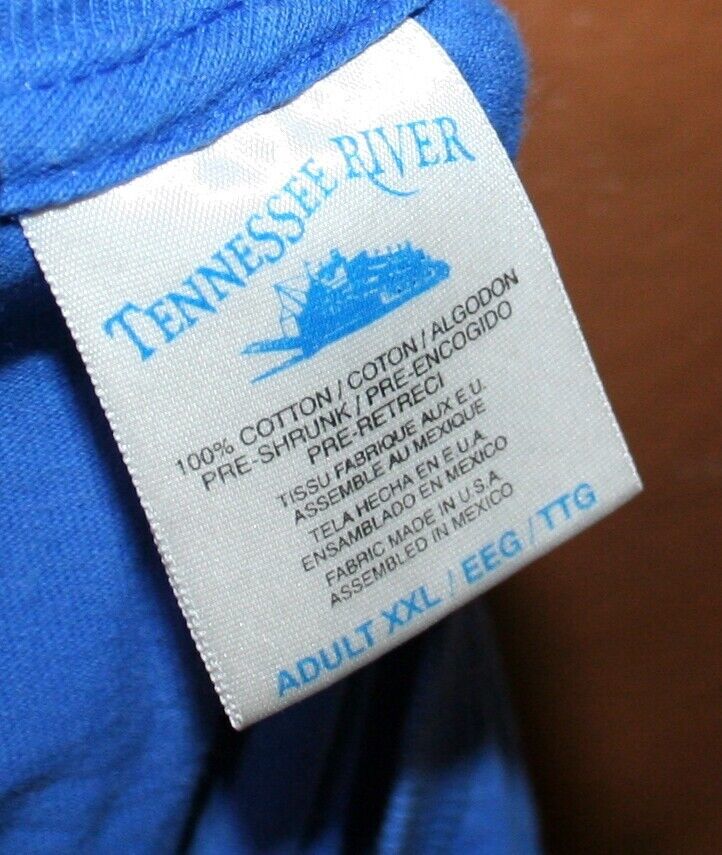 TENNESSEE RIVER
100% COTTON / COTON / ALGODON
PRE-SHRUNK / PRE-ENCOGIDO
PRE-RETRECI
TISSU FABRIQUE AUX E.U.
ASSEMBLE AU MEXIQUE
TELA HECHA EN E.U.A.
ENSAMBLADO EN MEXICO
FABRIC MADE IN U.S.A.
ASSEMBLED IN MEXICO
ADULT XXL / EEG / TTG